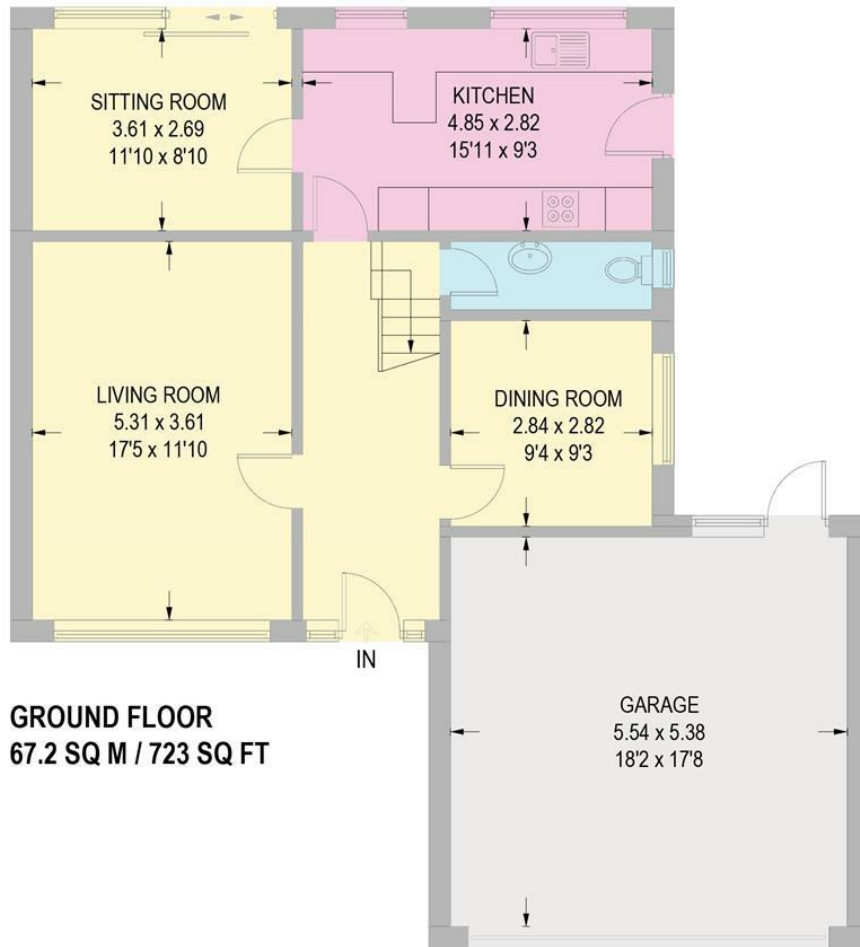 SITTING ROOM
3.61 x 2.69
11'10 x 8'10
KITCHEN
4.85 x 2.82
15'11 x 9'3
LIVING ROOM
5.31 x 3.61
17'5 x 11'10
DINING ROOM
2.84 x 2.82
9'4 x 9'3
IN
GROUND FLOOR
67.2 SQ M / 723 SQ FT
GARAGE
5.54 x 5.38
18'2 x 17'8